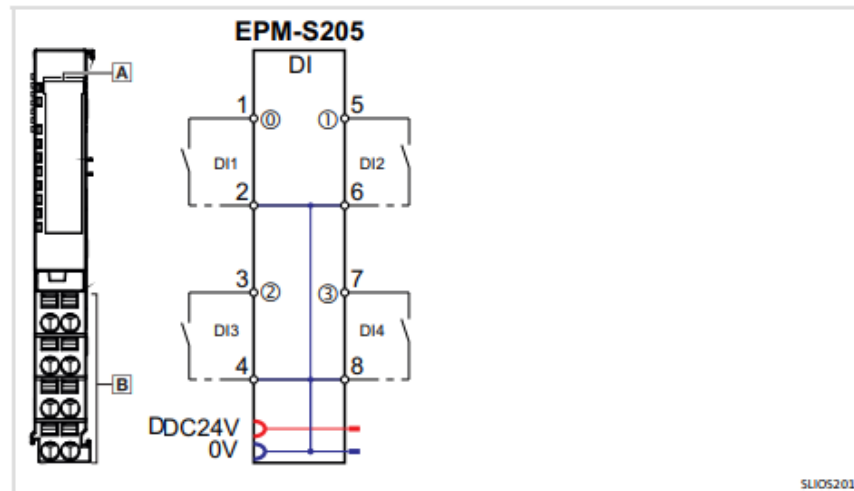 EPM-S205
DI
A
1 5
⓪ ①
DI1 DI2
2 6
3 7
② ③
DI3 DI4
4 8
B
DDC24V
0V
SLIOS201